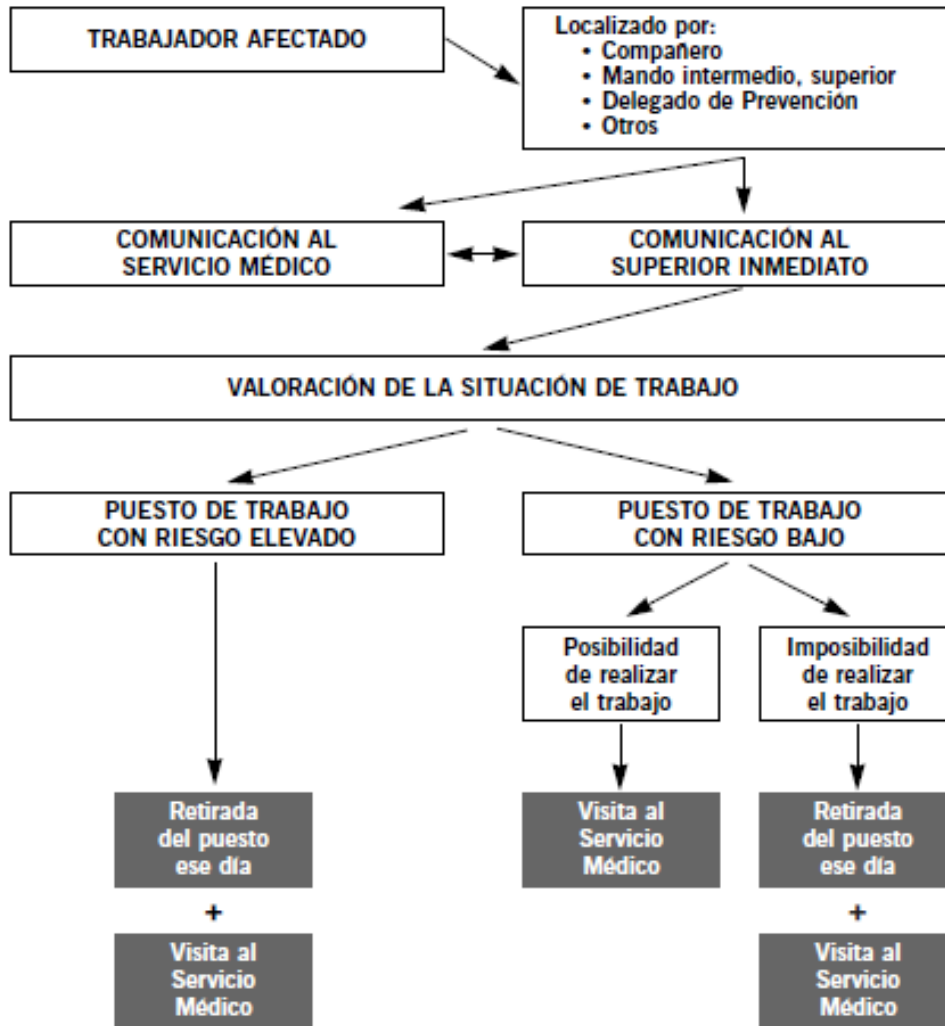 TRABAJADOR AFECTADO
Localizado por:
• Compañero
• Mando intermedio, superior
• Delegado de Prevención
• Otros
COMUNICACIÓN AL
SERVICIO MÉDICO
COMUNICACIÓN AL
SUPERIOR INMEDIATO
VALORACIÓN DE LA SITUACIÓN DE TRABAJO
PUESTO DE TRABAJO
CON RIESGO ELEVADO
PUESTO DE TRABAJO
CON RIESGO BAJO
Posibilidad
de realizar
el trabajo
Imposibilidad
de realizar
el trabajo
Retirada
del puesto
ese día
+
Visita al
Servicio
Médico
Visita al
Servicio
Médico
Retirada
del puesto
ese día
+
Visita al
Servicio
Médico